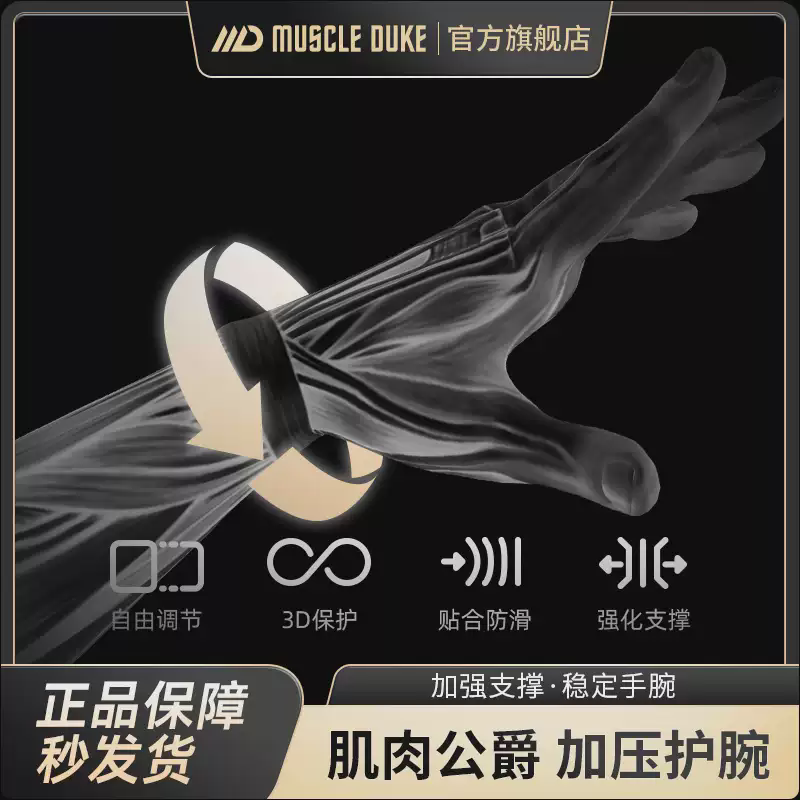 MUSCLE DUKE 官方旗舰店
自由调节
3D保护
贴合防滑
强化支撑
正品保障
秒发货
加强支撑·稳定手腕
肌肉公爵 加压护腕